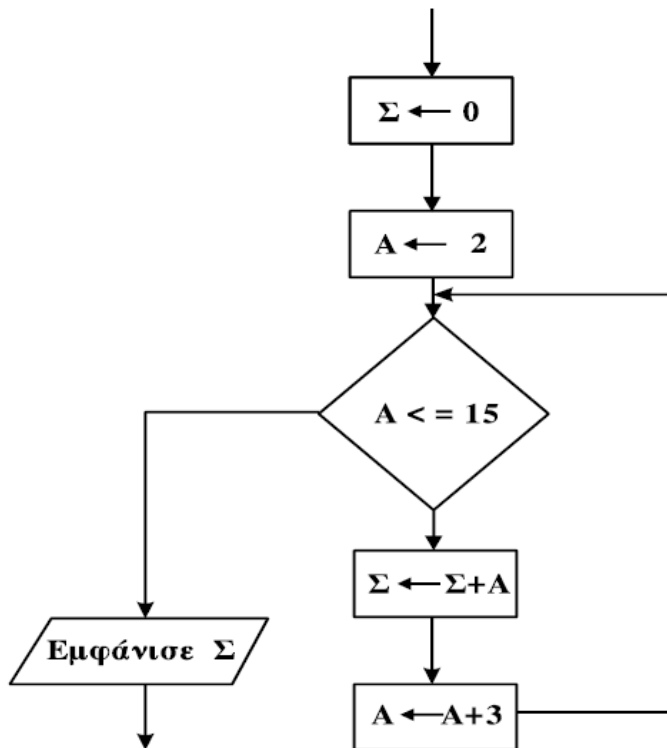 Σ ← 0
Α ← 2
Α < = 15
Σ ← Σ+Α
Εμφάνισε Σ
Α ← Α+3